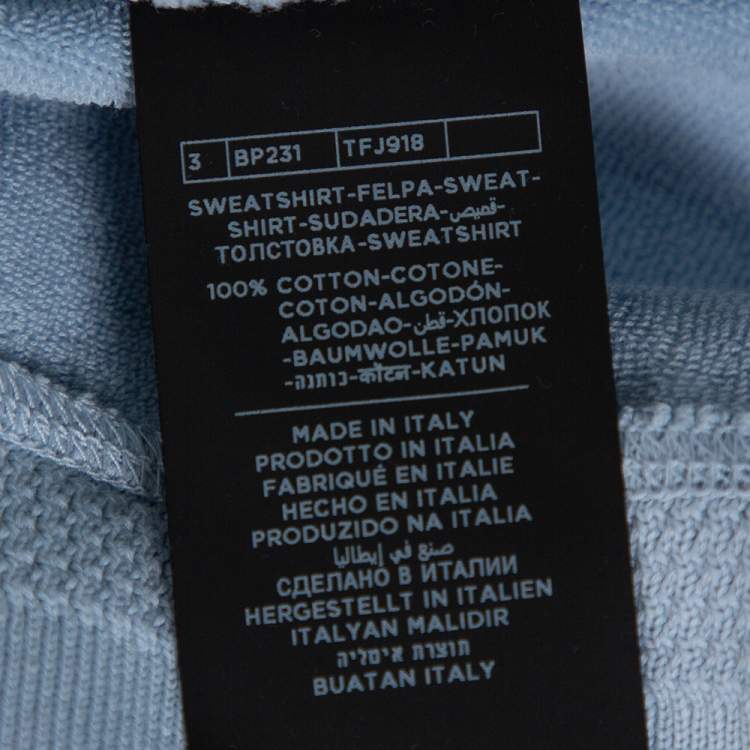 3 BP231 TFJ918
SWEATSHIRT-FELPA-SWEAT-
SHIRT-SUDADERA-قميص-
ТОЛСТОВКА-SWEATSHIRT
100% COTTON-COTONE-
COTON-ALGODÓN-
ALGODAO-قطن-ХЛОПОК
-BAUMWOLLE-PAMUK
-כותנה-कॉटन-KATUN
MADE IN ITALY
PRODOTTO IN ITALIA
FABRIQUÉ EN ITALIE
HECHO EN ITALIA
PRODUZIDO NA ITALIA
صنع في إيطاليا
СДЕЛАНО В ИТАЛИИ
HERGESTELLT IN ITALIEN
ITALYAN MALIDIR
תוצרת איטליה
BUATAN ITALY